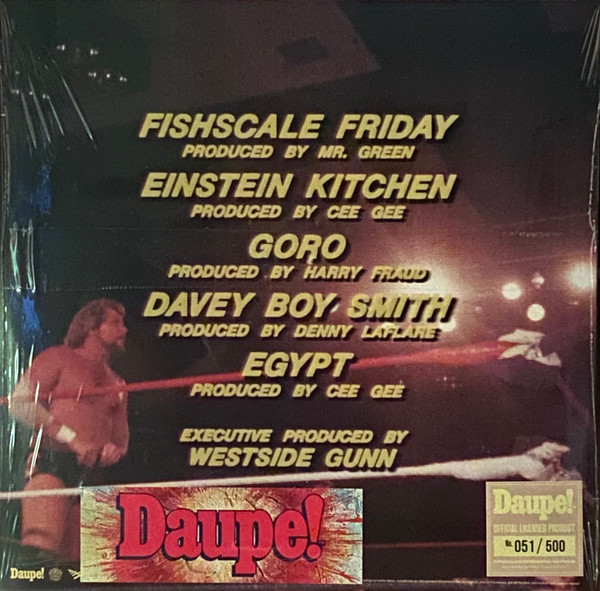 FISHSCALE FRIDAY
PRODUCED BY MR. GREEN
EINSTEIN KITCHEN
PRODUCED BY CEE GEE
GORO
PRODUCED BY HARRY FRAUD
DAVEY BOY SMITH
PRODUCED BY DENNY LAFLARE
EGYPT
PRODUCED BY CEE GEE
EXECUTIVE PRODUCED BY
WESTSIDE GUNN
Daupe!
Daupe!
OFFICIAL LICENSED PRODUCT
№ 051 / 500
Daupe!